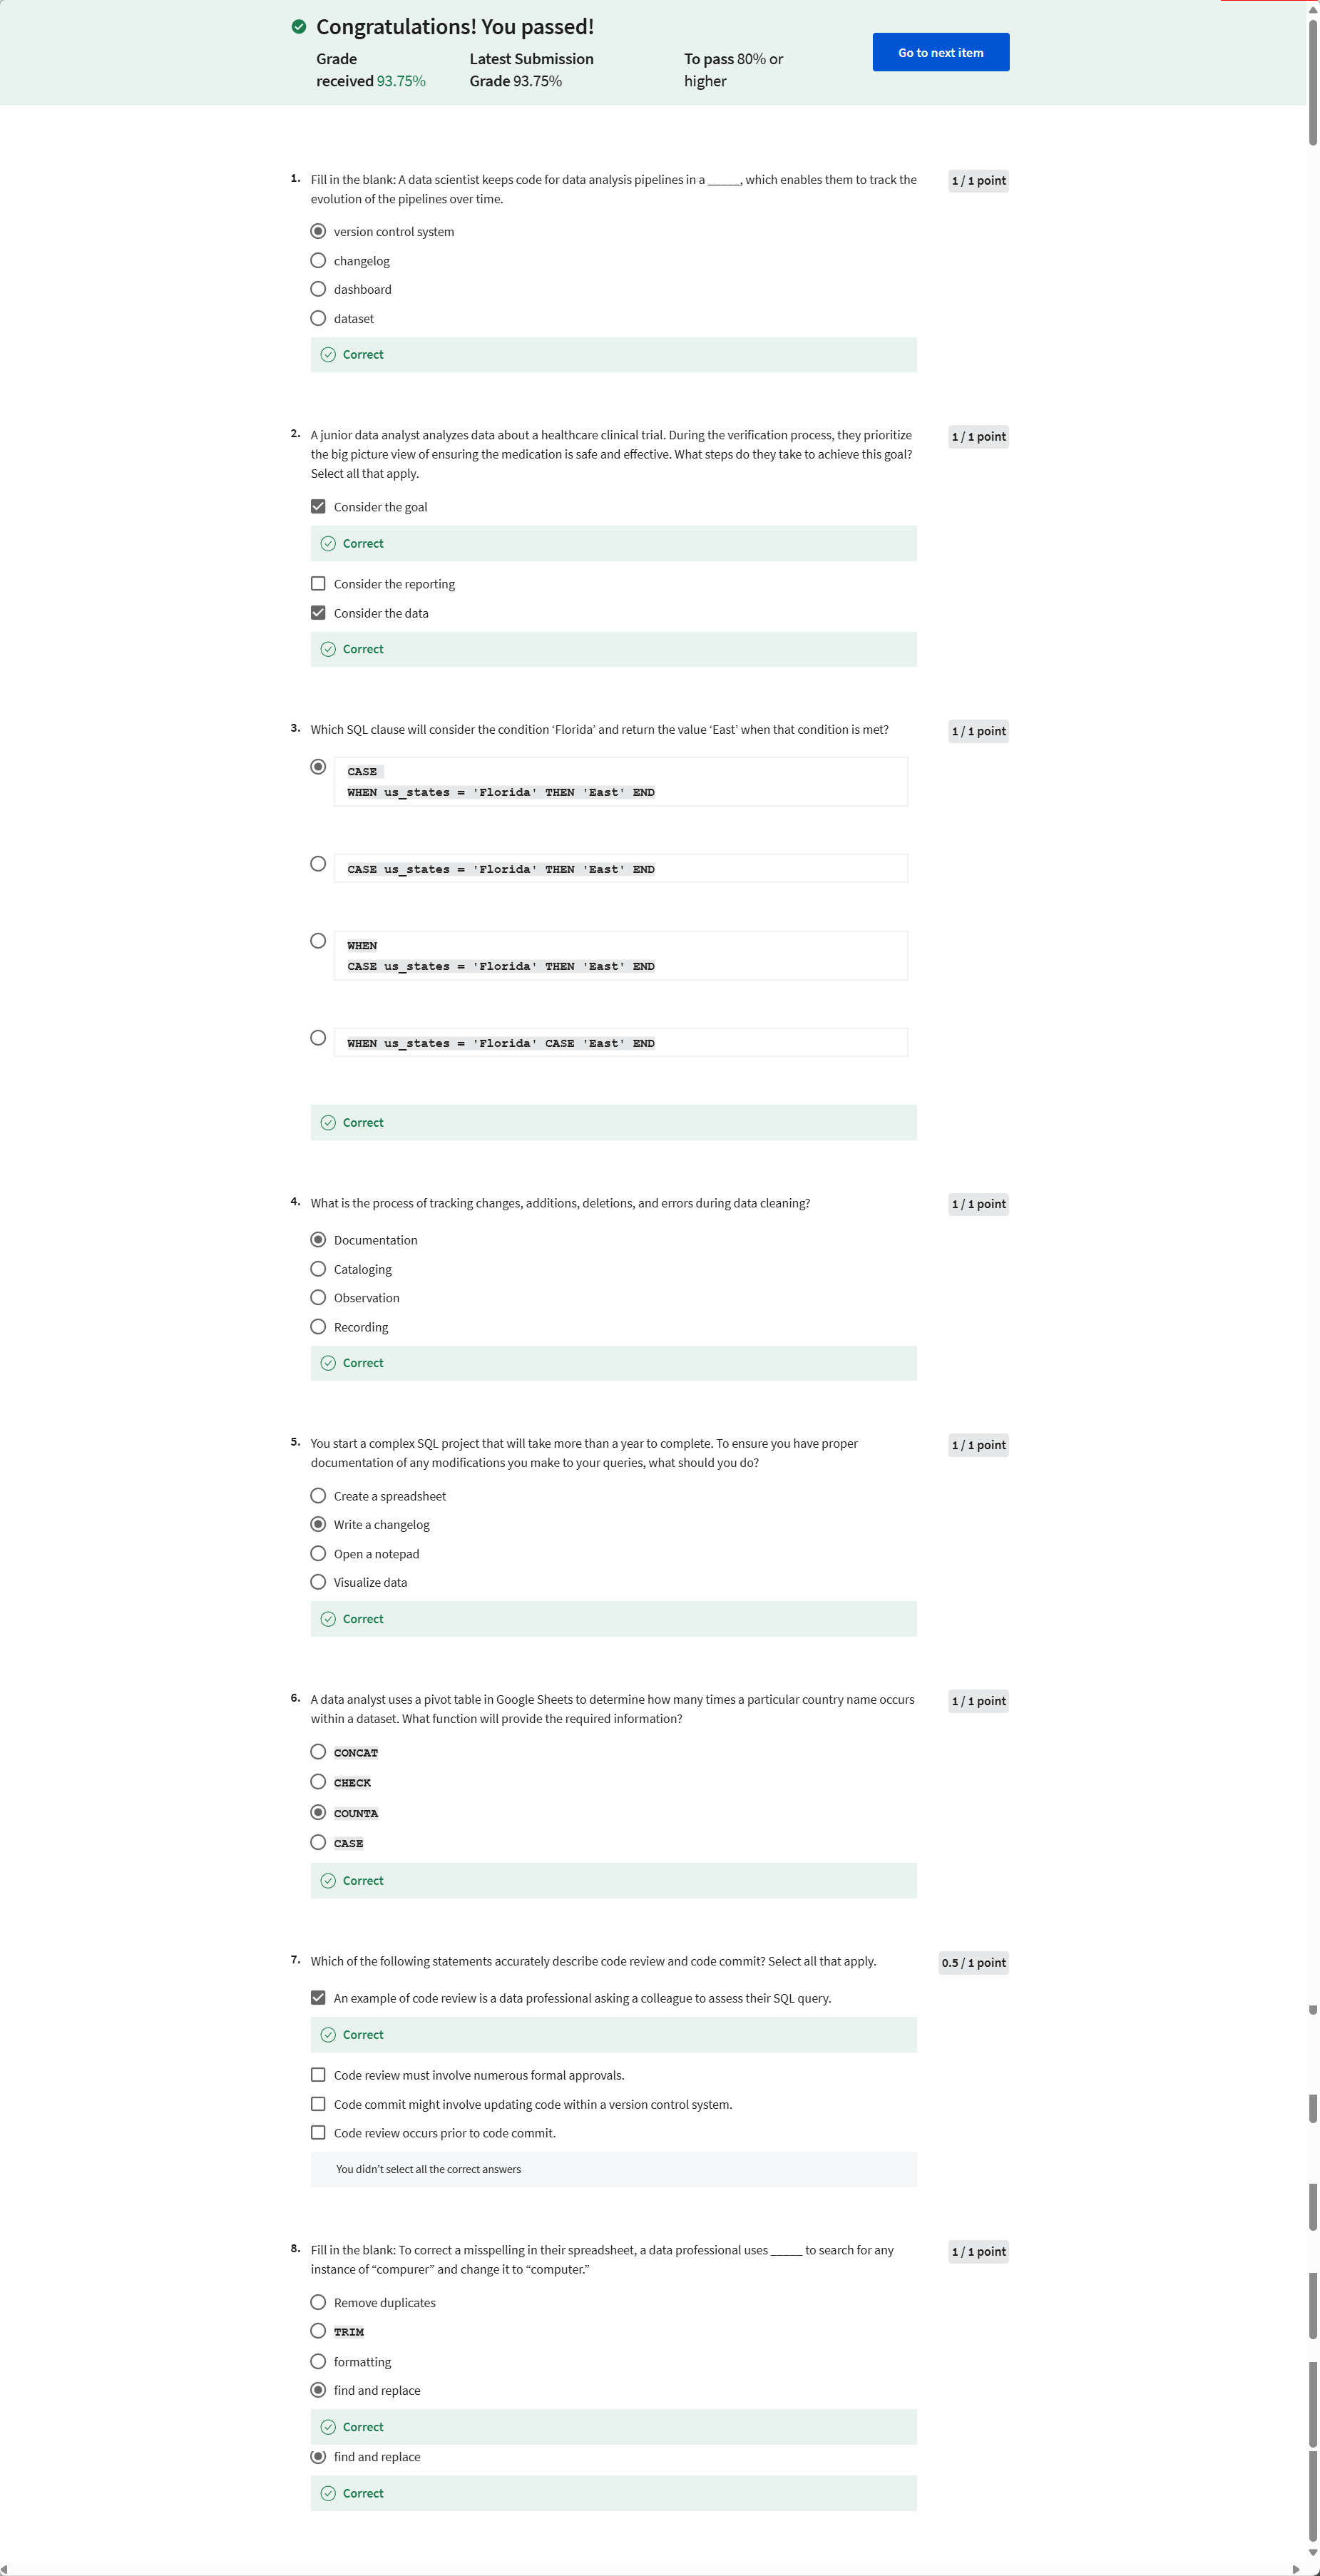 Congratulations! You passed!
Grade
received 93.75%
Latest Submission
Grade 93.75%
To pass 80% or
higher
Go to next item
1. Fill in the blank: A data scientist keeps code for data analysis pipelines in a _____, which enables them to track the
evolution of the pipelines over time.
1 / 1 point
version control system
changelog
dashboard
dataset
Correct
2. A junior data analyst analyzes data about a healthcare clinical trial. During the verification process, they prioritize
the big picture view of ensuring the medication is safe and effective. What steps do they take to achieve this goal?
Select all that apply.
1 / 1 point
Consider the goal
Correct
Consider the reporting
Consider the data
Correct
3. Which SQL clause will consider the condition ‘Florida’ and return the value ‘East’ when that condition is met?
1 / 1 point
CASE
WHEN us_states = 'Florida' THEN 'East' END
CASE us_states = 'Florida' THEN 'East' END
WHEN
CASE us_states = 'Florida' THEN 'East' END
WHEN us_states = 'Florida' CASE 'East' END
Correct
4. What is the process of tracking changes, additions, deletions, and errors during data cleaning?
1 / 1 point
Documentation
Cataloging
Observation
Recording
Correct
5. You start a complex SQL project that will take more than a year to complete. To ensure you have proper
documentation of any modifications you make to your queries, what should you do?
1 / 1 point
Create a spreadsheet
Write a changelog
Open a notepad
Visualize data
Correct
6. A data analyst uses a pivot table in Google Sheets to determine how many times a particular country name occurs
within a dataset. What function will provide the required information?
1 / 1 point
CONCAT
CHECK
COUNTA
CASE
Correct
7. Which of the following statements accurately describe code review and code commit? Select all that apply.
0.5 / 1 point
An example of code review is a data professional asking a colleague to assess their SQL query.
Correct
Code review must involve numerous formal approvals.
Code commit might involve updating code within a version control system.
Code review occurs prior to code commit.
You didn’t select all the correct answers
8. Fill in the blank: To correct a misspelling in their spreadsheet, a data professional uses _____ to search for any
instance of “compurer” and change it to “computer.”
1 / 1 point
Remove duplicates
TRIM
formatting
find and replace
Correct
find and replace
Correct